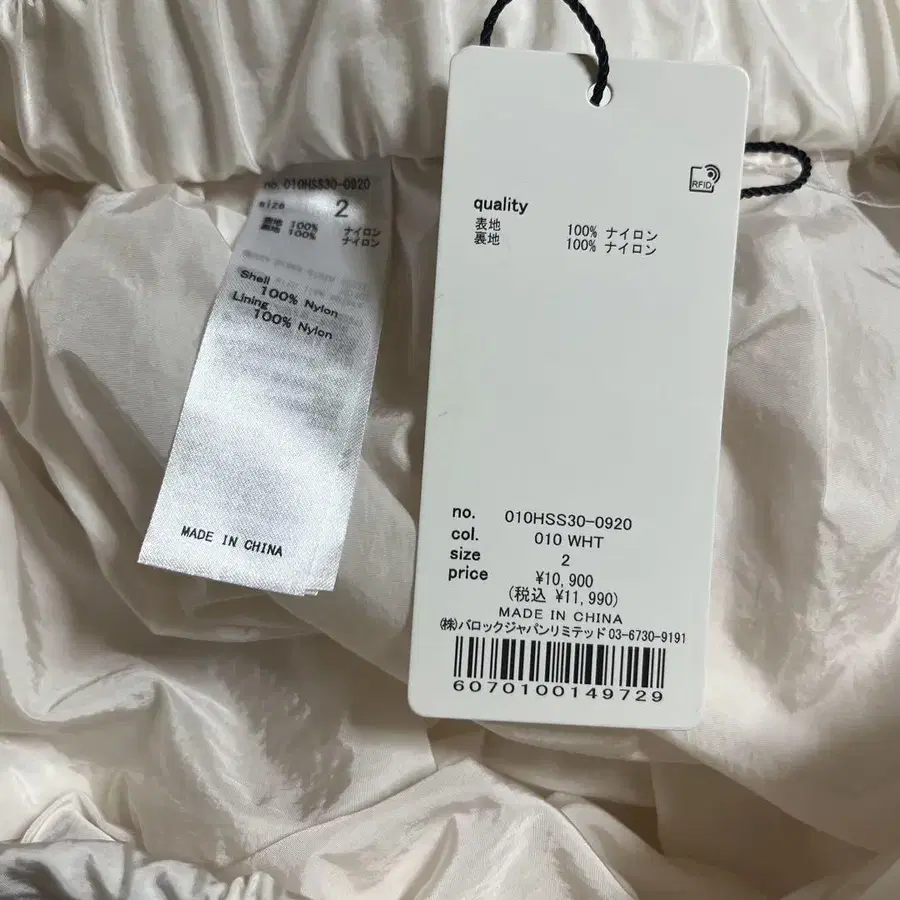 no. 010HSS30-0920
size 2
表地 100% ナイロン
裏地 100% ナイロン
Shell
100% Nylon
Lining
100% Nylon
MADE IN CHINA
RFID
quality
表地 100% ナイロン
裏地 100% ナイロン
no. 010HSS30-0920
col. 010 WHT
size 2
price ¥10,900
(税込 ¥11,990)
MADE IN CHINA
(株)バロックジャパンリミテッド 03-6730-9191
6070100149729